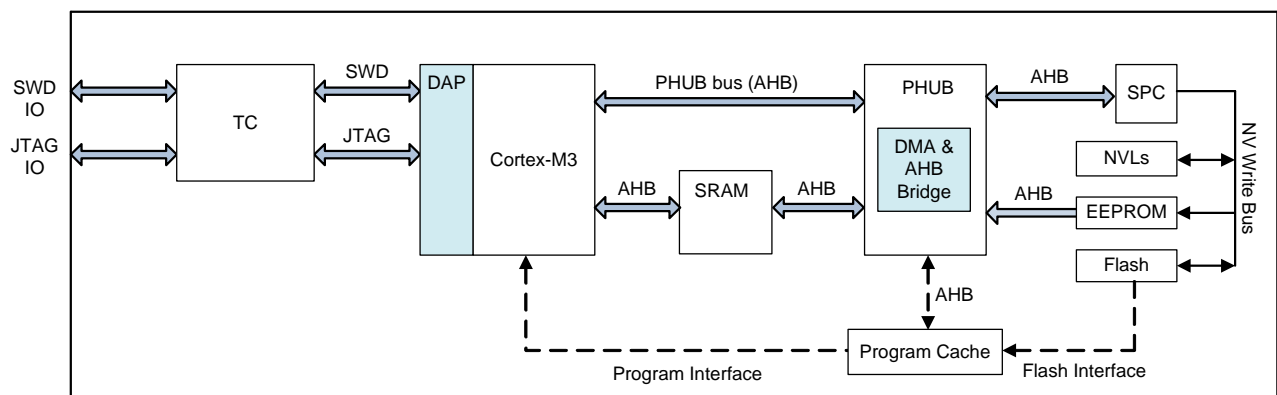 SWD
IO
JTAG
IO
TC
SWD
JTAG
DAP
Cortex-M3
PHUB bus (AHB)
AHB
SRAM
AHB
PHUB
DMA &
AHB
Bridge
AHB
SPC
NVLs
AHB
EEPROM
Flash
NV Write Bus
AHB
Program Cache
Program Interface
Flash Interface